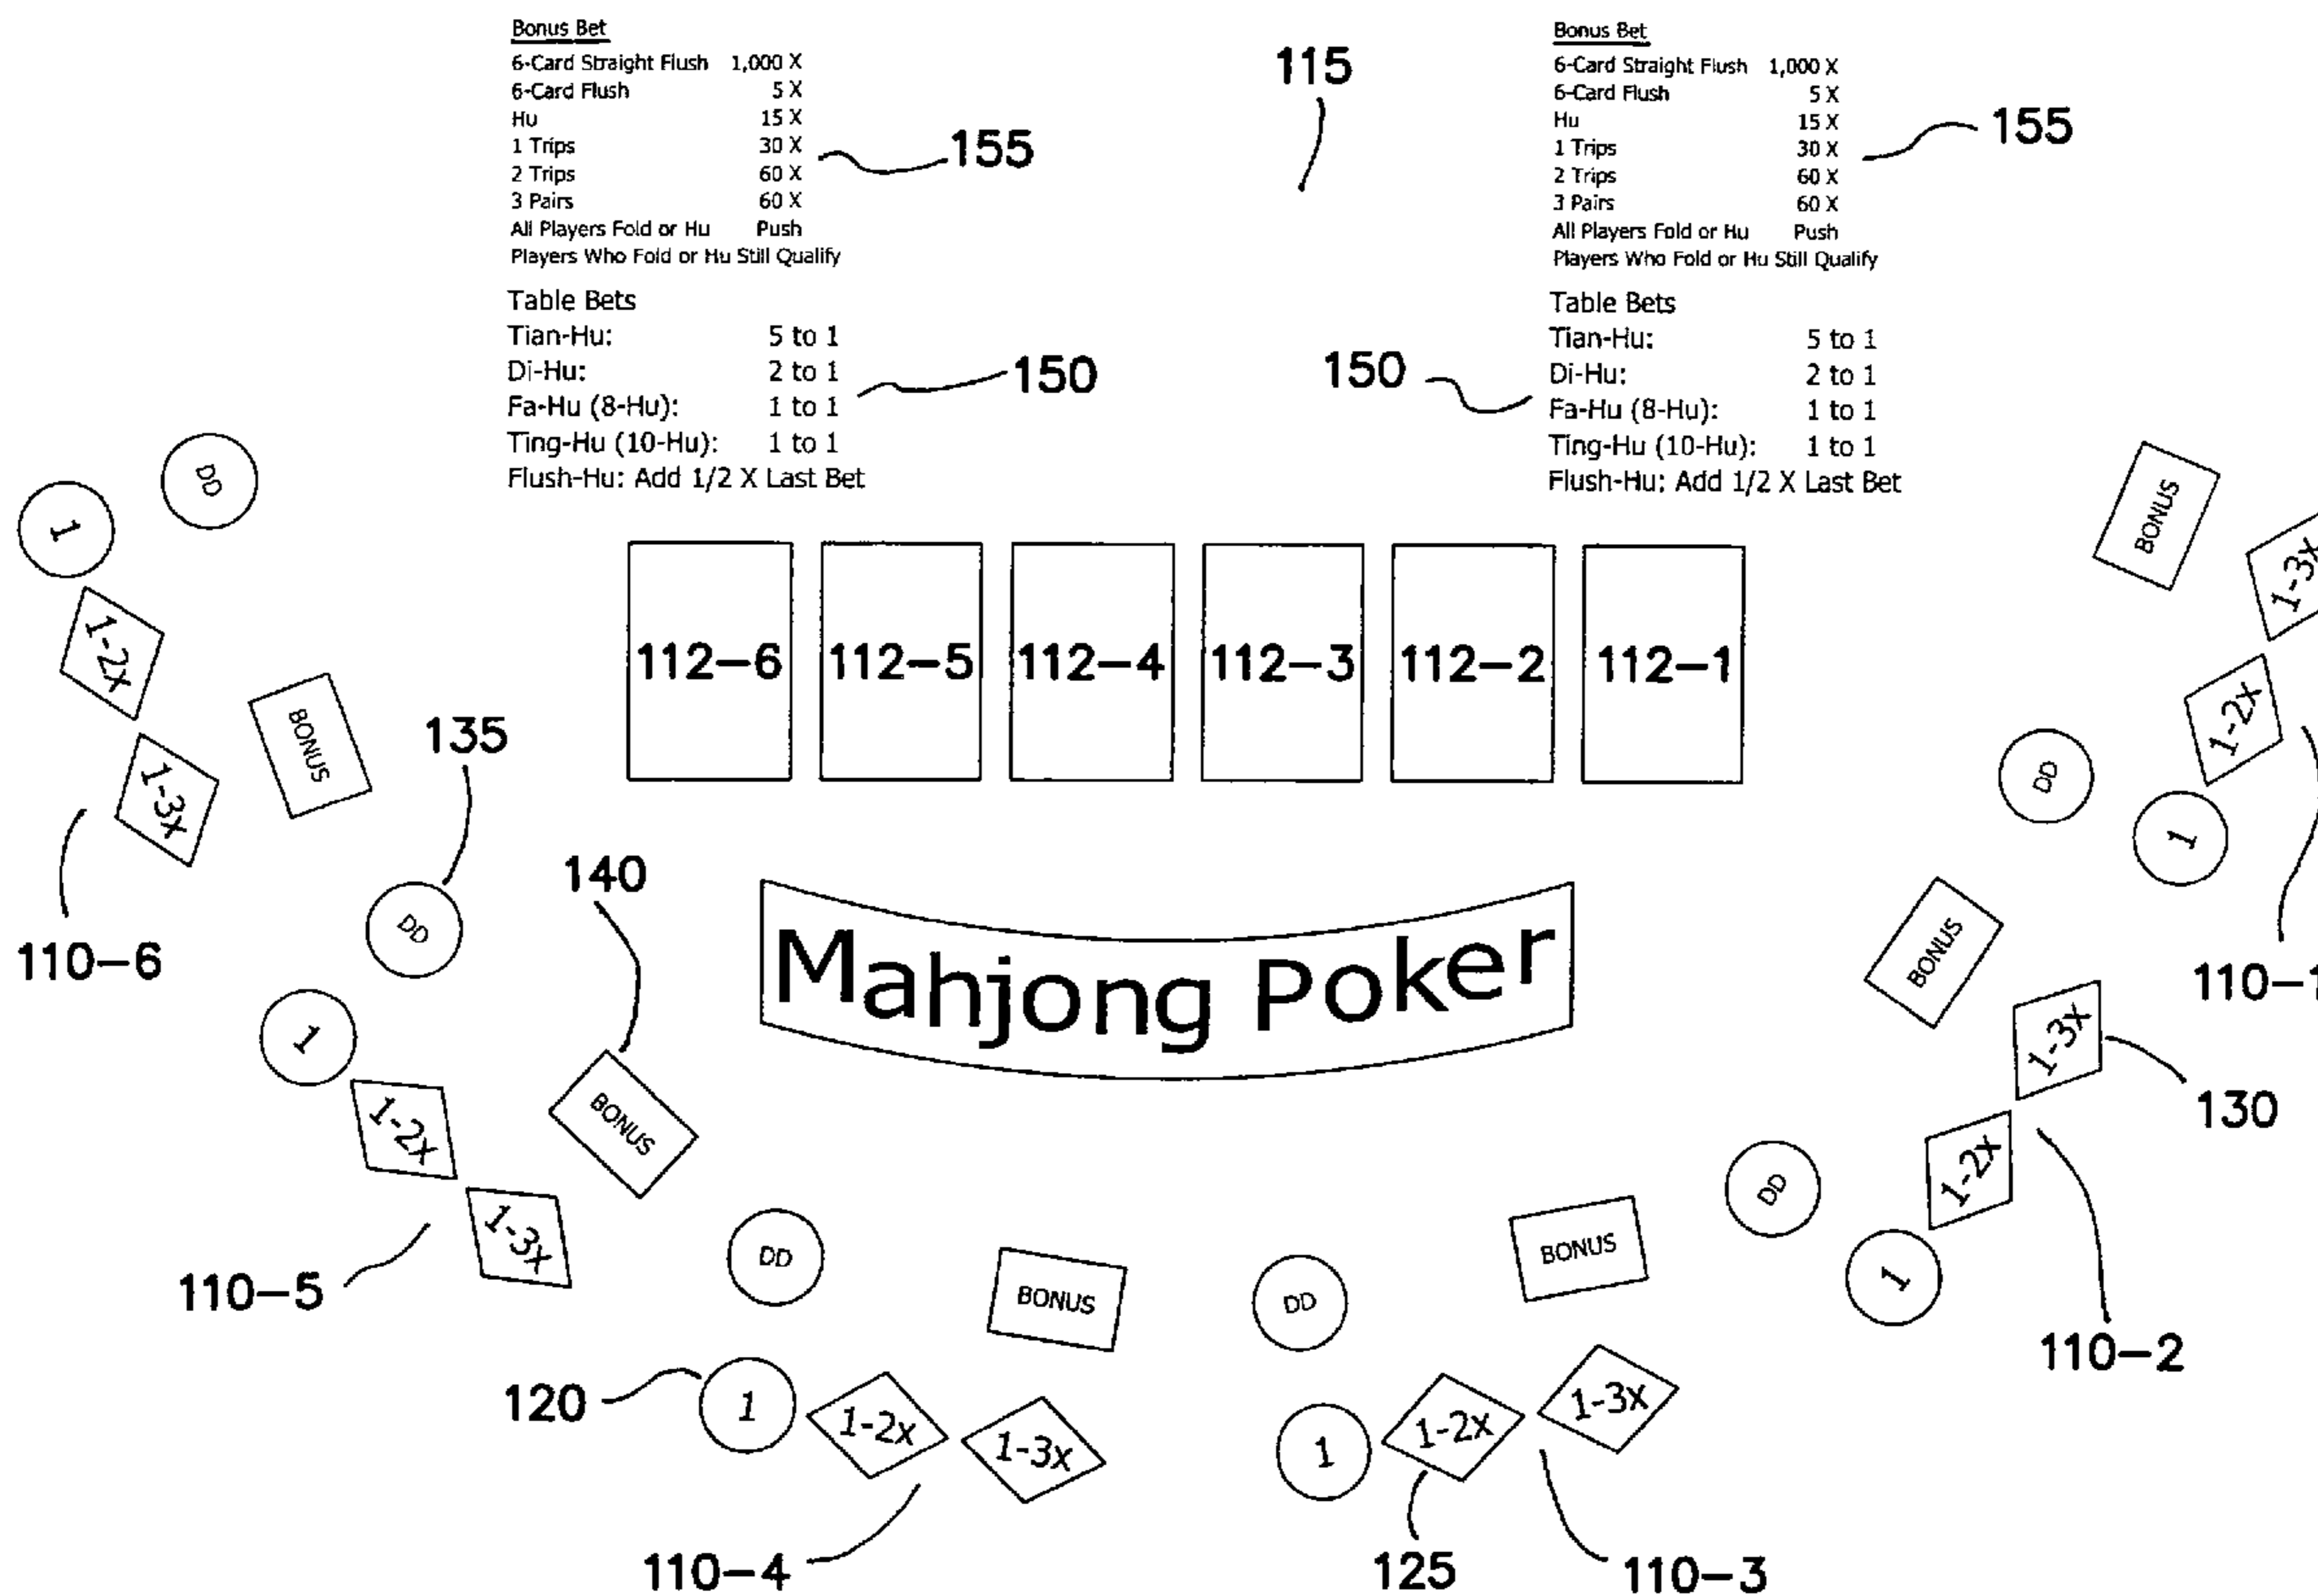 Bonus Bet
6-Card Straight Flush 1,000 X
6-Card Flush 5 X
Hu 15 X
1 Trips 30 X
2 Trips 60 X
3 Pairs 60 X
All Players Fold or Hu Push
Players Who Fold or Hu Still Qualify
155
Table Bets
Tian-Hu: 5 to 1
Di-Hu: 2 to 1
Fa-Hu (8-Hu): 1 to 1
Ting-Hu (10-Hu): 1 to 1
Flush-Hu: Add 1/2 X Last Bet
150
115
Bonus Bet
6-Card Straight Flush 1,000 X
6-Card Flush 5 X
Hu 15 X
1 Trips 30 X
2 Trips 60 X
3 Pairs 60 X
All Players Fold or Hu Push
Players Who Fold or Hu Still Qualify
155
Table Bets
Tian-Hu: 5 to 1
Di-Hu: 2 to 1
Fa-Hu (8-Hu): 1 to 1
Ting-Hu (10-Hu): 1 to 1
Flush-Hu: Add 1/2 X Last Bet
150
112-6 112-5 112-4 112-3 112-2 112-1
Mahjong Poker
DD
1
1-2x
1-3x
BONUS
110-6
135
DD
1
1-2x
1-3x
140
BONUS
110-5
DD
120
1
1-2x
1-3x
BONUS
110-4
DD
1
1-2x
1-3x
BONUS
125
110-3
DD
1
1-2x
1-3x
BONUS
130
110-2
DD
1
1-2x
1-3x
BONUS
110-1